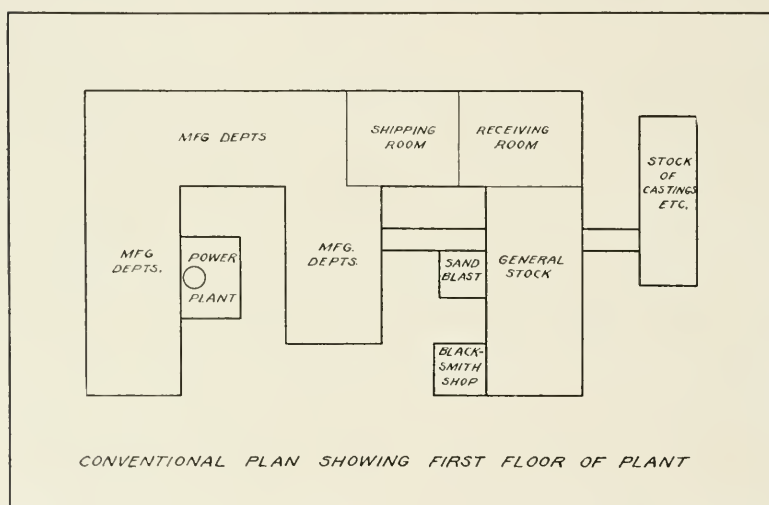 MFG DEPTS
SHIPPING
ROOM
RECEIVING
ROOM
STOCK
OF
CASTINGS
ETC.
MFG
DEPTS.
POWER
PLANT
MFG.
DEPTS.
SAND
BLAST
GENERAL
STOCK
BLACK-
SMITH
SHOP
CONVENTIONAL PLAN SHOWING FIRST FLOOR OF PLANT